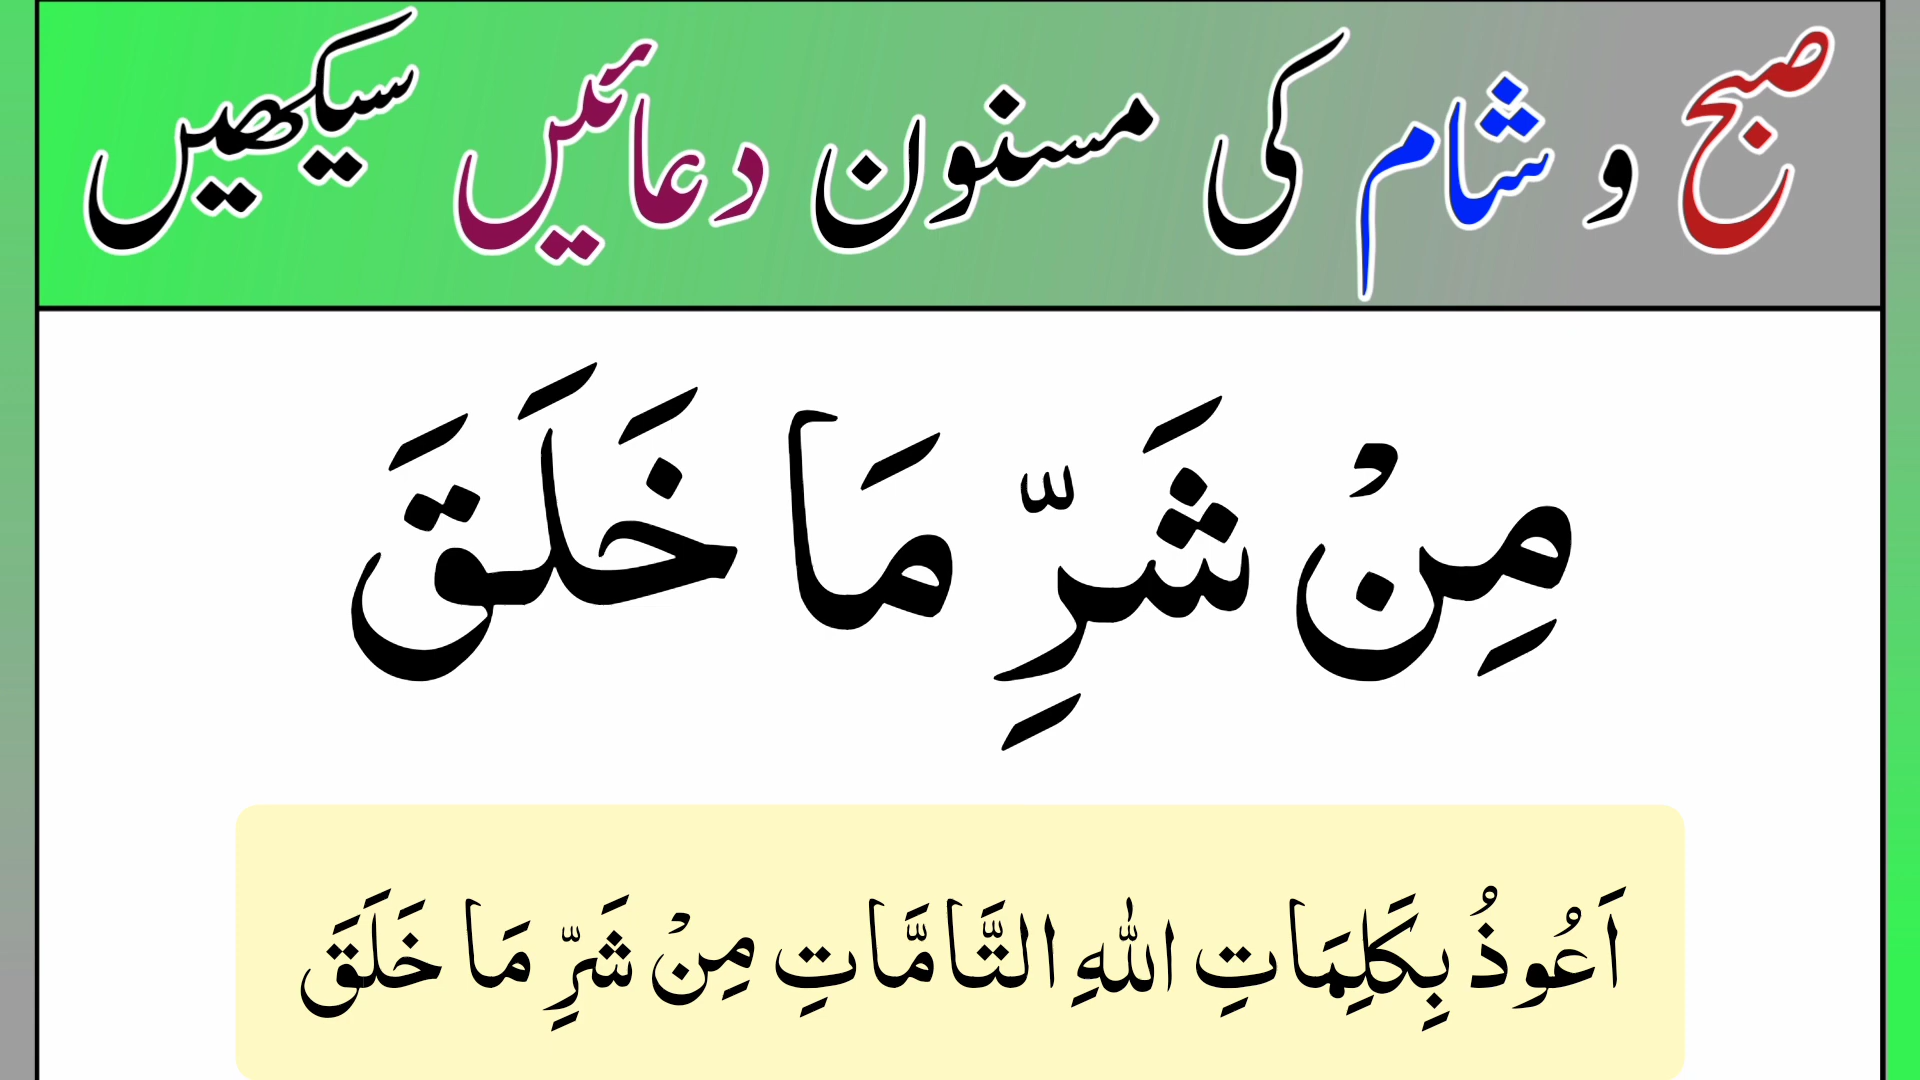 صبح و شام کی مسنون دعائیں سیکھیں
مِنْ شَرِّ مَا خَلَقَ
اَعُوذُ بِكَلِمَاتِ اللّٰهِ التَّامَّاتِ مِنْ شَرِّ مَا خَلَقَ